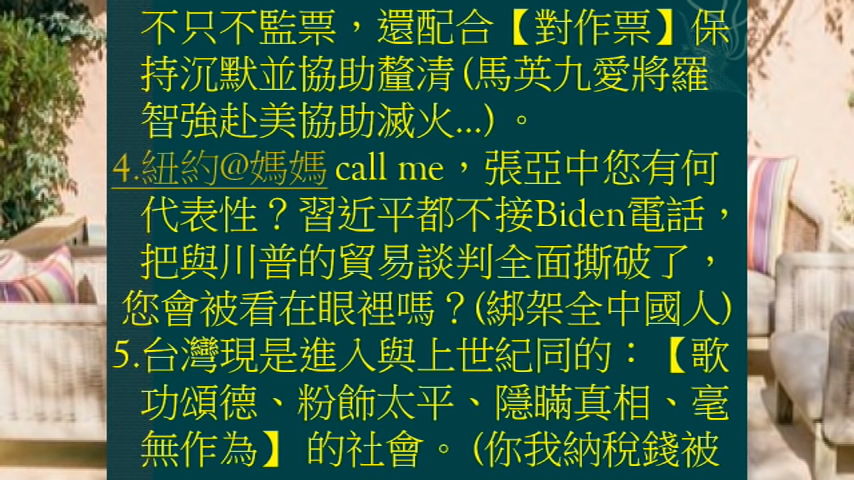 不只不監票，還配合【對作票】保
持沉默並協助釐清(馬英九愛將羅
智強赴美協助滅火...) 。
4.紐約@媽媽 call me，張亞中您有何
代表性？習近平都不接Biden電話，
把與川普的貿易談判全面撕破了，
您會被看在眼裡嗎？(綁架全中國人)
5.台灣現是進入與上世紀同的：【歌
功頌德、粉飾太平、隱瞞真相、毫
無作為】 的社會。 (你我納稅錢被